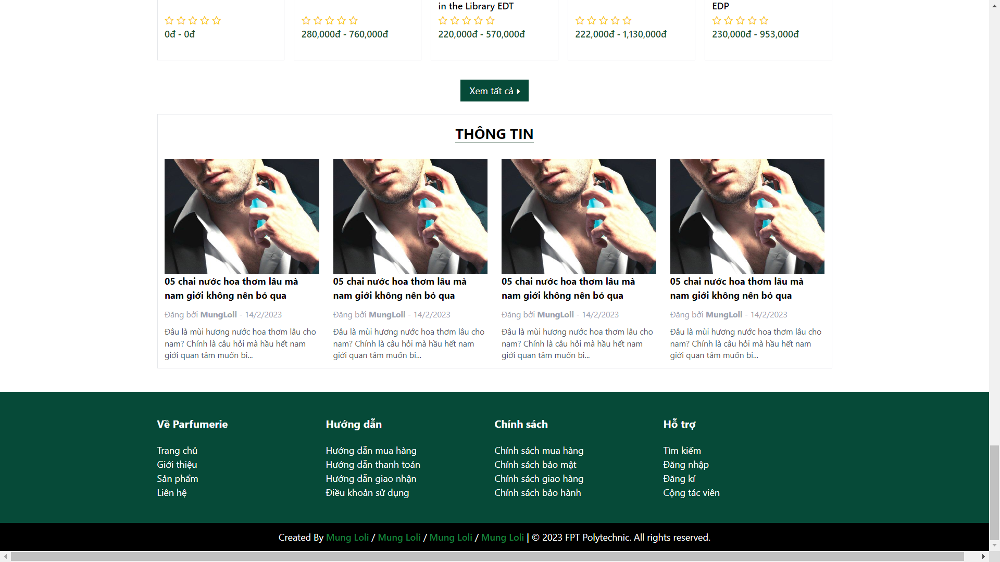 in the Library EDT
EDP
0đ - 0đ
280,000đ - 760,000đ
220,000đ - 570,000đ
222,000đ - 1,130,000đ
230,000đ - 953,000đ
Xem tất cả
THÔNG TIN
05 chai nước hoa thơm lâu mà
nam giới không nên bỏ qua
Đăng bởi MungLoli - 14/2/2023
Đâu là mùi hương nước hoa thơm lâu cho
nam? Chính là câu hỏi mà hầu hết nam
giới quan tâm muốn bi...
05 chai nước hoa thơm lâu mà
nam giới không nên bỏ qua
Đăng bởi MungLoli - 14/2/2023
Đâu là mùi hương nước hoa thơm lâu cho
nam? Chính là câu hỏi mà hầu hết nam
giới quan tâm muốn bi...
05 chai nước hoa thơm lâu mà
nam giới không nên bỏ qua
Đăng bởi MungLoli - 14/2/2023
Đâu là mùi hương nước hoa thơm lâu cho
nam? Chính là câu hỏi mà hầu hết nam
giới quan tâm muốn bi...
05 chai nước hoa thơm lâu mà
nam giới không nên bỏ qua
Đăng bởi MungLoli - 14/2/2023
Đâu là mùi hương nước hoa thơm lâu cho
nam? Chính là câu hỏi mà hầu hết nam
giới quan tâm muốn bi...
Về Parfumerie
Trang chủ
Giới thiệu
Sản phẩm
Liên hệ
Hướng dẫn
Hướng dẫn mua hàng
Hướng dẫn thanh toán
Hướng dẫn giao nhận
Điều khoản sử dụng
Chính sách
Chính sách mua hàng
Chính sách bảo mật
Chính sách giao hàng
Chính sách bảo hành
Hỗ trợ
Tìm kiếm
Đăng nhập
Đăng kí
Cộng tác viên
Created By Mung Loli / Mung Loli / Mung Loli / Mung Loli | © 2023 FPT Polytechnic. All rights reserved.